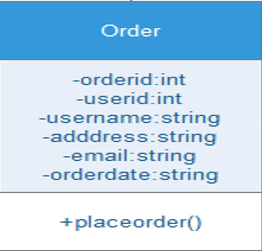 Order
-orderid:int
-userid:int
-username:string
-adddress:string
-email:string
-orderdate:string
+placeorder()